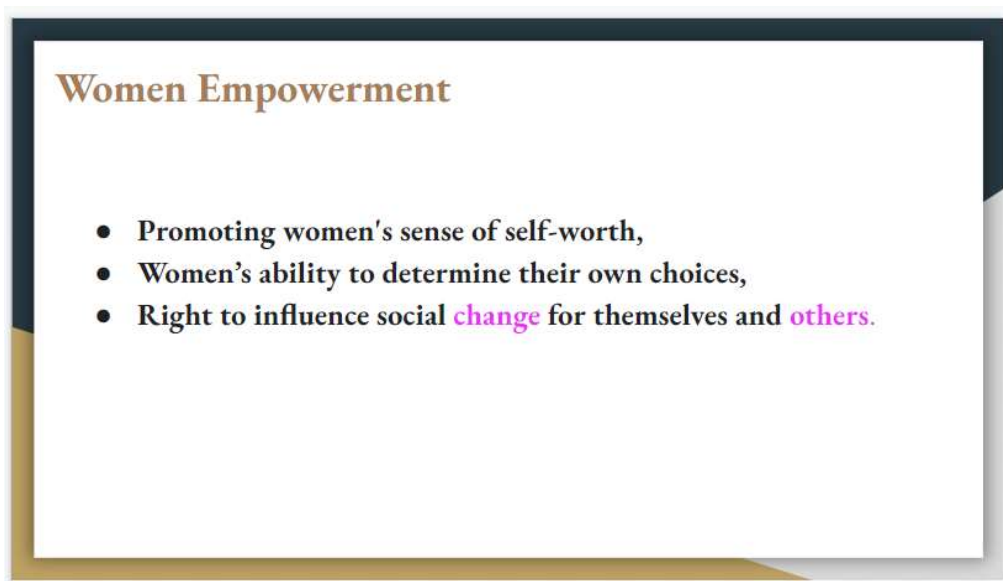 Women Empowerment
● Promoting women's sense of self-worth,
● Women’s ability to determine their own choices,
● Right to influence social change for themselves and others.